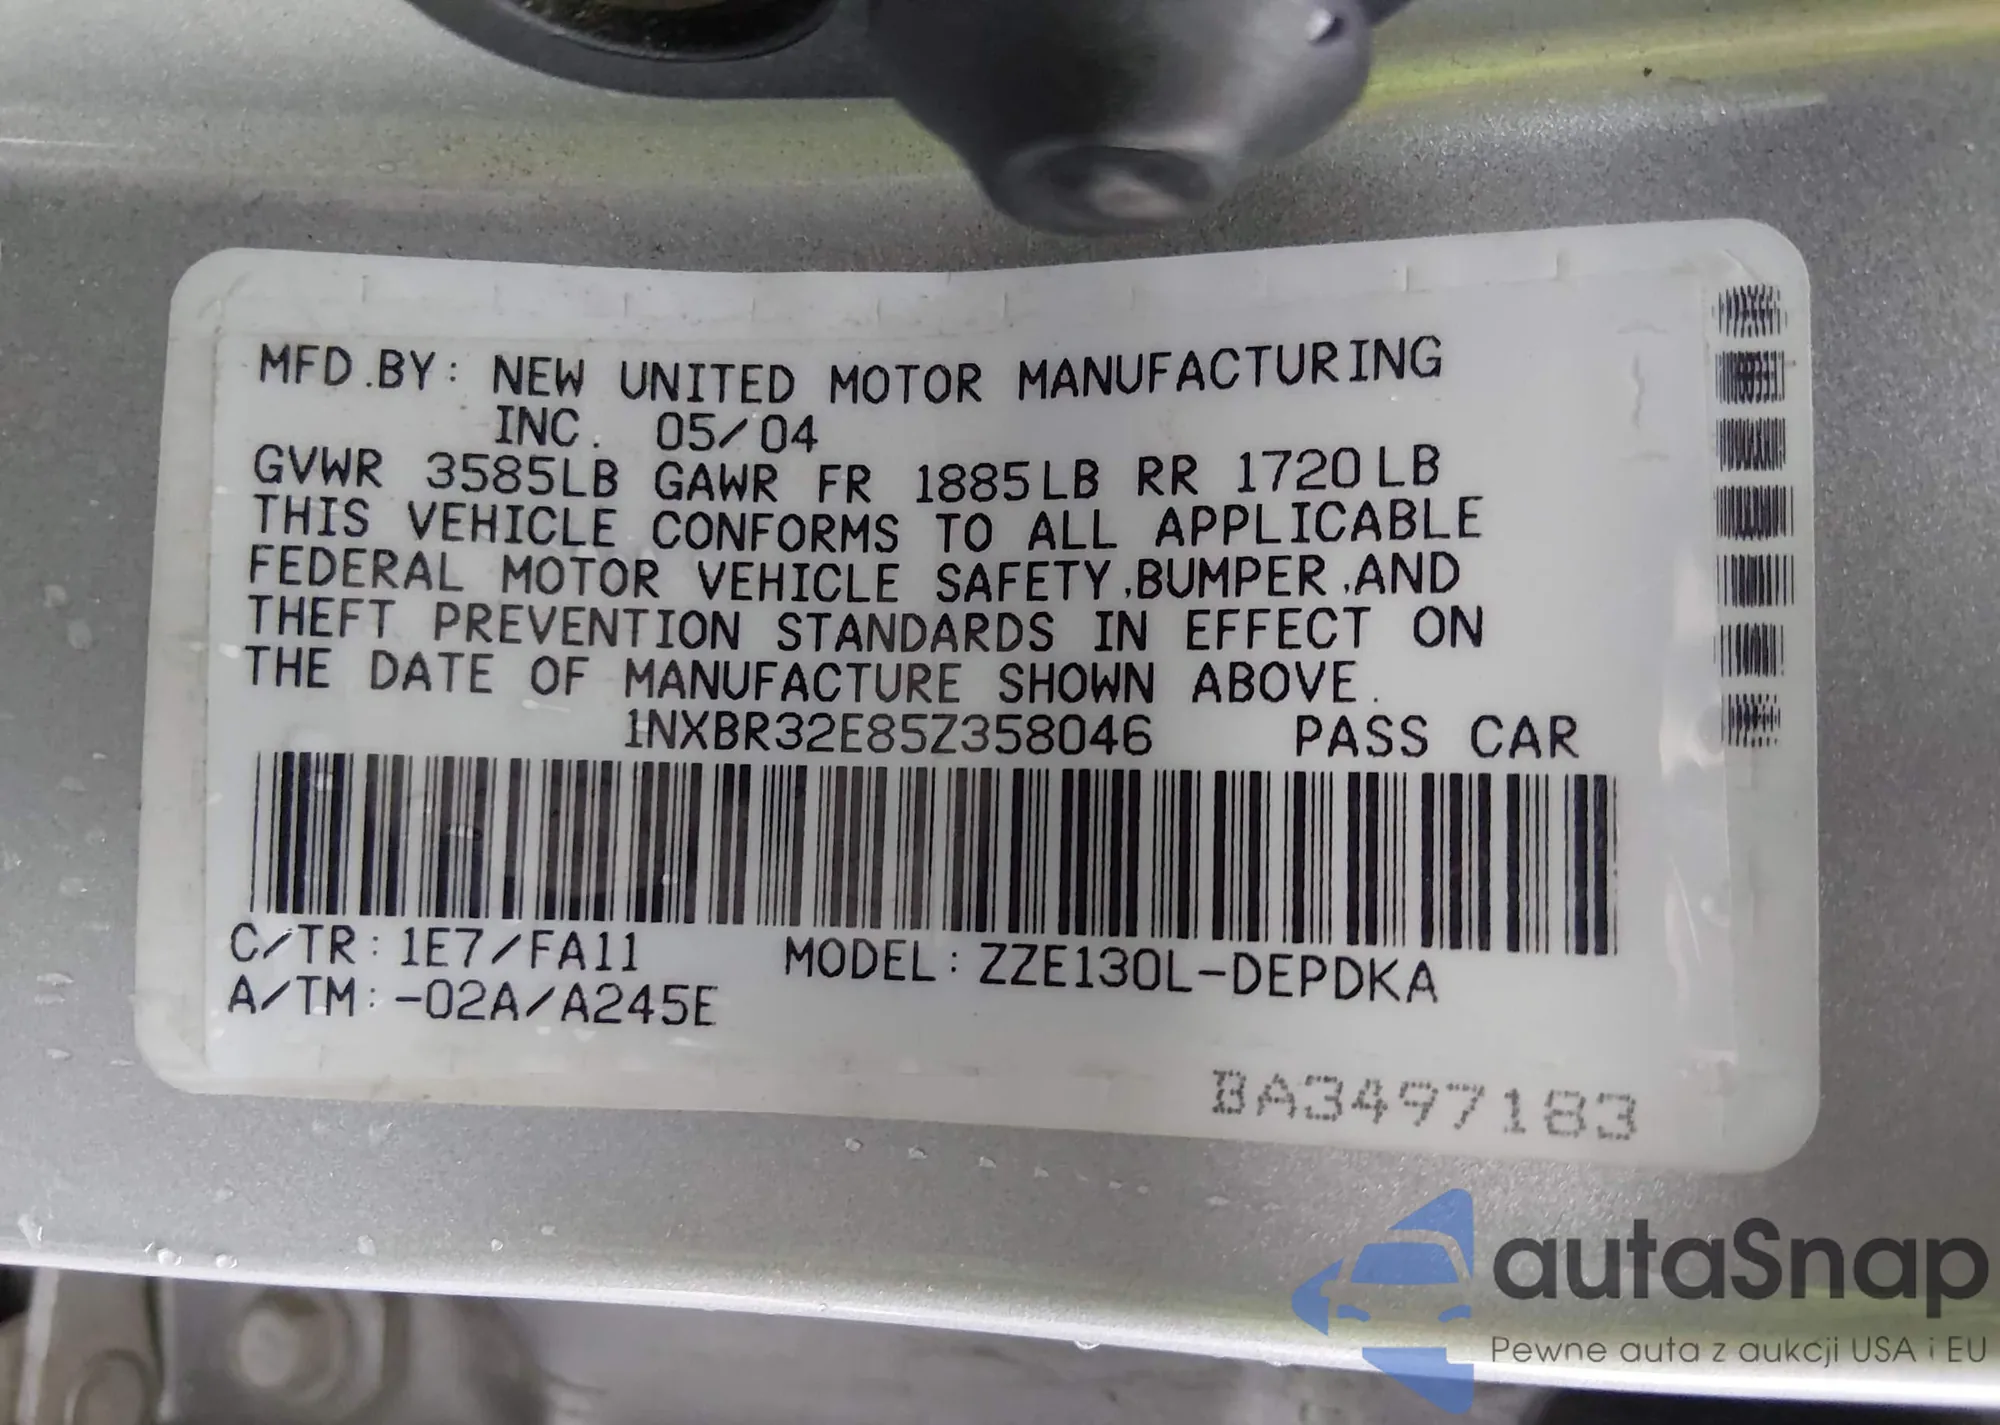 MFD.BY: NEW UNITED MOTOR MANUFACTURING
INC. 05/04
GVWR 3585LB GAWR FR 1885LB RR 1720LB
THIS VEHICLE CONFORMS TO ALL APPLICABLE
FEDERAL MOTOR VEHICLE SAFETY,BUMPER,AND
THEFT PREVENTION STANDARDS IN EFFECT ON
THE DATE OF MANUFACTURE SHOWN ABOVE.
1NXBR32E85Z358046 PASS CAR
C/TR: 1E7/FA11 MODEL: ZZE130L-DEPDKA
A/TM: -02A/A245E
BA3497183
autaSnap
Pewne auta z aukcji USA i EU